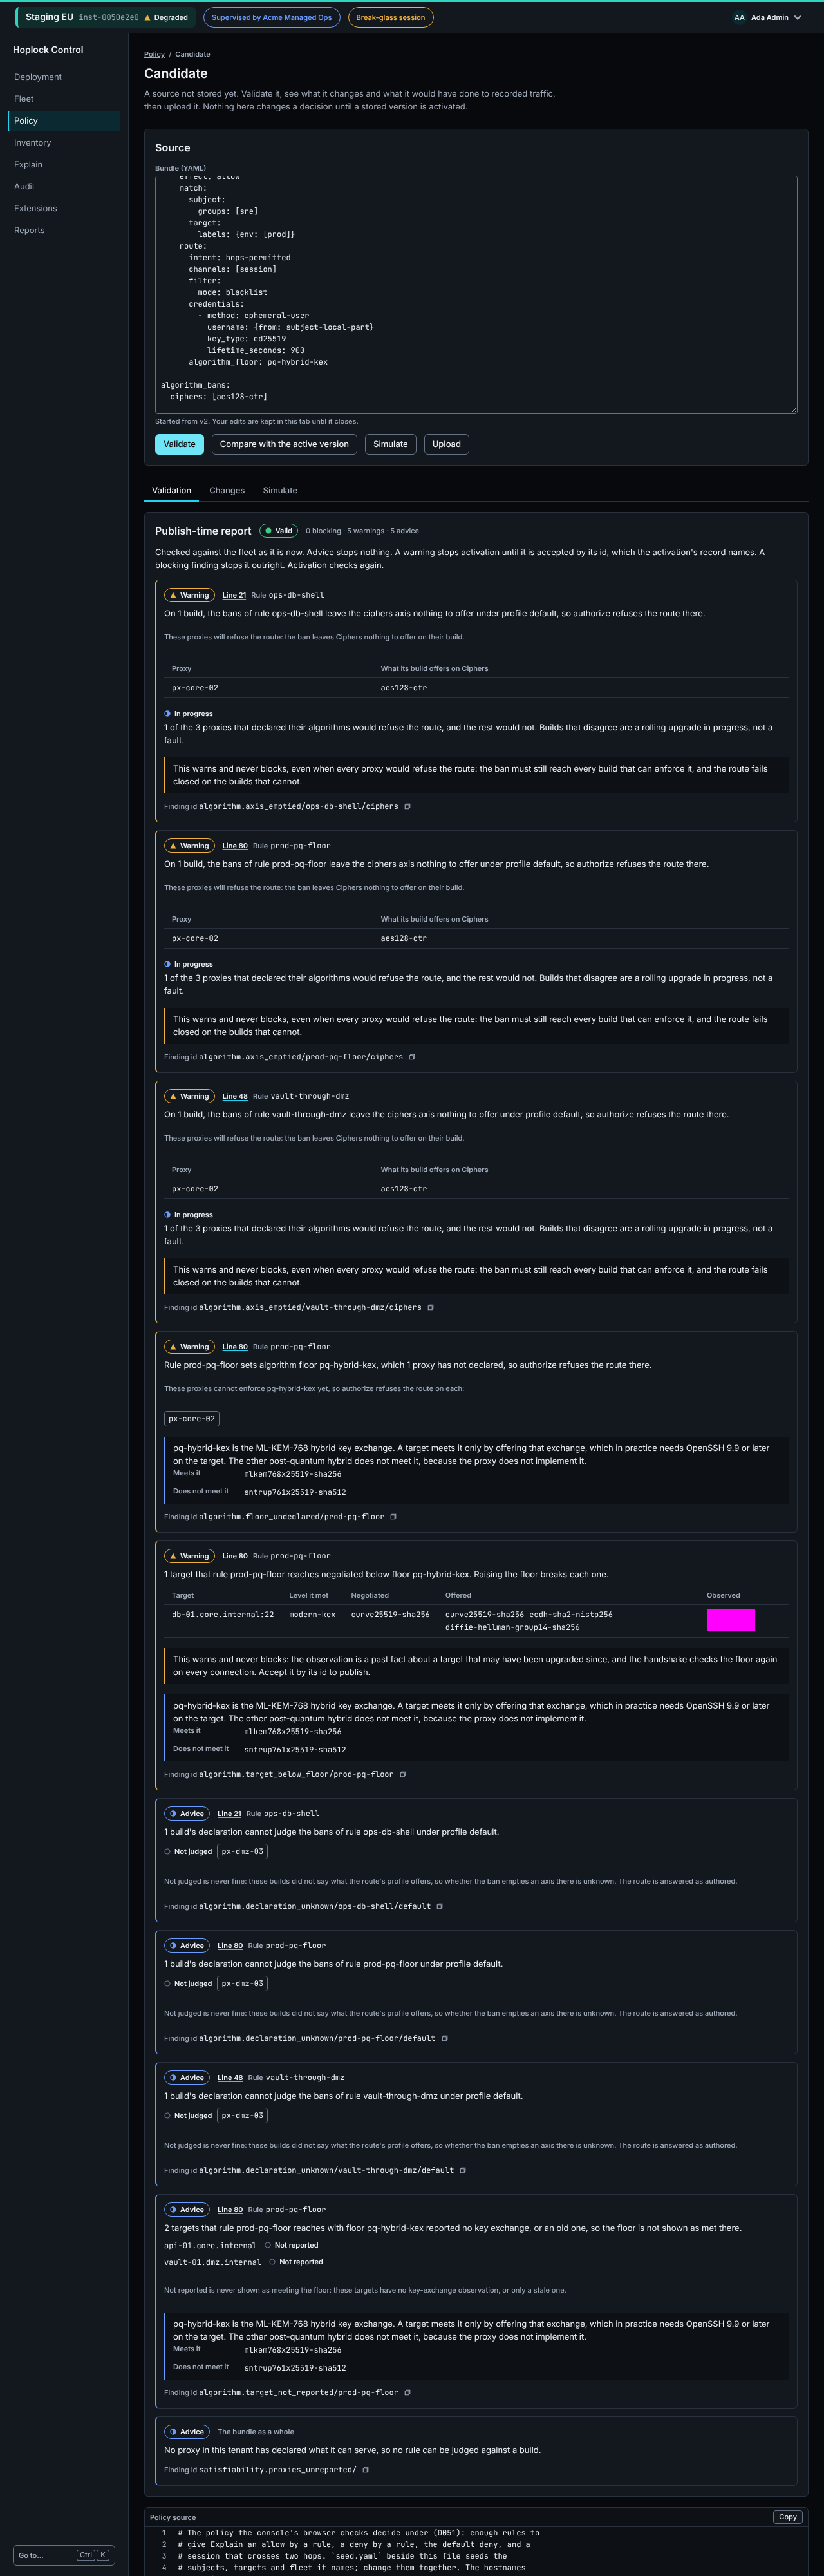 Staging EU inst-0050e2e0 Degraded Supervised by Acme Managed Ops Break-glass session AA Ada Admin
Hoplock Control
Deployment
Fleet
Policy
Inventory
Explain
Audit
Extensions
Reports
Policy / Candidate
Candidate
A source not stored yet. Validate it, see what it changes and what it would have done to recorded traffic,
then upload it. Nothing here changes a decision until a stored version is activated.
Source
Bundle (YAML)
effect: allow
match:
subject:
groups: [sre]
target:
labels: {env: [prod]}
route:
intent: hops-permitted
channels: [session]
filter:
mode: blacklist
credentials:
- method: ephemeral-user
username: {from: subject-local-part}
key_type: ed25519
lifetime_seconds: 900
algorithm_floor: pq-hybrid-kex
algorithm_bans:
ciphers: [aes128-ctr]
Started from v2. Your edits are kept in this tab until it closes.
Validate Compare with the active version Simulate Upload
Validation Changes Simulate
Publish-time report Valid 0 blocking · 5 warnings · 5 advice
Checked against the fleet as it is now. Advice stops nothing. A warning stops activation until it is accepted by its id, which the activation's record names. A
blocking finding stops it outright. Activation checks again.
Warning Line 21 Rule ops-db-shell
On 1 build, the bans of rule ops-db-shell leave the ciphers axis nothing to offer under profile default, so authorize refuses the route there.
These proxies will refuse the route: the ban leaves Ciphers nothing to offer on their build.
Proxy What its build offers on Ciphers
px-core-02 aes128-ctr
In progress
1 of the 3 proxies that declared their algorithms would refuse the route, and the rest would not. Builds that disagree are a rolling upgrade in progress, not a
fault.
This warns and never blocks, even when every proxy would refuse the route: the ban must still reach every build that can enforce it, and the route fails
closed on the builds that cannot.
Finding id algorithm.axis_emptied/ops-db-shell/ciphers
Warning Line 80 Rule prod-pq-floor
On 1 build, the bans of rule prod-pq-floor leave the ciphers axis nothing to offer under profile default, so authorize refuses the route there.
These proxies will refuse the route: the ban leaves Ciphers nothing to offer on their build.
Proxy What its build offers on Ciphers
px-core-02 aes128-ctr
In progress
1 of the 3 proxies that declared their algorithms would refuse the route, and the rest would not. Builds that disagree are a rolling upgrade in progress, not a
fault.
This warns and never blocks, even when every proxy would refuse the route: the ban must still reach every build that can enforce it, and the route fails
closed on the builds that cannot.
Finding id algorithm.axis_emptied/prod-pq-floor/ciphers
Warning Line 48 Rule vault-through-dmz
On 1 build, the bans of rule vault-through-dmz leave the ciphers axis nothing to offer under profile default, so authorize refuses the route there.
These proxies will refuse the route: the ban leaves Ciphers nothing to offer on their build.
Proxy What its build offers on Ciphers
px-core-02 aes128-ctr
In progress
1 of the 3 proxies that declared their algorithms would refuse the route, and the rest would not. Builds that disagree are a rolling upgrade in progress, not a
fault.
This warns and never blocks, even when every proxy would refuse the route: the ban must still reach every build that can enforce it, and the route fails
closed on the builds that cannot.
Finding id algorithm.axis_emptied/vault-through-dmz/ciphers
Warning Line 80 Rule prod-pq-floor
Rule prod-pq-floor sets algorithm floor pq-hybrid-kex, which 1 proxy has not declared, so authorize refuses the route there.
These proxies cannot enforce pq-hybrid-kex yet, so authorize refuses the route on each:
px-core-02
pq-hybrid-kex is the ML-KEM-768 hybrid key exchange. A target meets it only by offering that exchange, which in practice needs OpenSSH 9.9 or later
on the target. The other post-quantum hybrid does not meet it, because the proxy does not implement it.
Meets it mlkem768x25519-sha256
Does not meet it sntrup761x25519-sha512
Finding id algorithm.floor_undeclared/prod-pq-floor
Warning Line 80 Rule prod-pq-floor
1 target that rule prod-pq-floor reaches negotiated below floor pq-hybrid-kex. Raising the floor breaks each one.
Target Level it met Negotiated Offered Observed
db-01.core.internal:22 modern-kex curve25519-sha256 curve25519-sha256 ecdh-sha2-nistp256
diffie-hellman-group14-sha256
This warns and never blocks: the observation is a past fact about a target that may have been upgraded since, and the handshake checks the floor again
on every connection. Accept it by its id to publish.
pq-hybrid-kex is the ML-KEM-768 hybrid key exchange. A target meets it only by offering that exchange, which in practice needs OpenSSH 9.9 or later
on the target. The other post-quantum hybrid does not meet it, because the proxy does not implement it.
Meets it mlkem768x25519-sha256
Does not meet it sntrup761x25519-sha512
Finding id algorithm.target_below_floor/prod-pq-floor
Advice Line 21 Rule ops-db-shell
1 build's declaration cannot judge the bans of rule ops-db-shell under profile default.
Not judged px-dmz-03
Not judged is never fine: these builds did not say what the route's profile offers, so whether the ban empties an axis there is unknown. The route is answered as authored.
Finding id algorithm.declaration_unknown/ops-db-shell/default
Advice Line 80 Rule prod-pq-floor
1 build's declaration cannot judge the bans of rule prod-pq-floor under profile default.
Not judged px-dmz-03
Not judged is never fine: these builds did not say what the route's profile offers, so whether the ban empties an axis there is unknown. The route is answered as authored.
Finding id algorithm.declaration_unknown/prod-pq-floor/default
Advice Line 48 Rule vault-through-dmz
1 build's declaration cannot judge the bans of rule vault-through-dmz under profile default.
Not judged px-dmz-03
Not judged is never fine: these builds did not say what the route's profile offers, so whether the ban empties an axis there is unknown. The route is answered as authored.
Finding id algorithm.declaration_unknown/vault-through-dmz/default
Advice Line 80 Rule prod-pq-floor
2 targets that rule prod-pq-floor reaches with floor pq-hybrid-kex reported no key exchange, or an old one, so the floor is not shown as met there.
api-01.core.internal Not reported
vault-01.dmz.internal Not reported
Not reported is never shown as meeting the floor: these targets have no key-exchange observation, or only a stale one.
pq-hybrid-kex is the ML-KEM-768 hybrid key exchange. A target meets it only by offering that exchange, which in practice needs OpenSSH 9.9 or later
on the target. The other post-quantum hybrid does not meet it, because the proxy does not implement it.
Meets it mlkem768x25519-sha256
Does not meet it sntrup761x25519-sha512
Finding id algorithm.target_not_reported/prod-pq-floor
Advice The bundle as a whole
No proxy in this tenant has declared what it can serve, so no rule can be judged against a build.
Finding id satisfiability.proxies_unreported/
Policy source Copy
1 # The policy the console's browser checks decide under (0051): enough rules to
2 # give Explain an allow by a rule, a deny by a rule, the default deny, and a
3 # session that crosses two hops. `seed.yaml` beside this file seeds the
4 # subjects, targets and fleet it names; change them together. The hostnames
Go to... Ctrl K